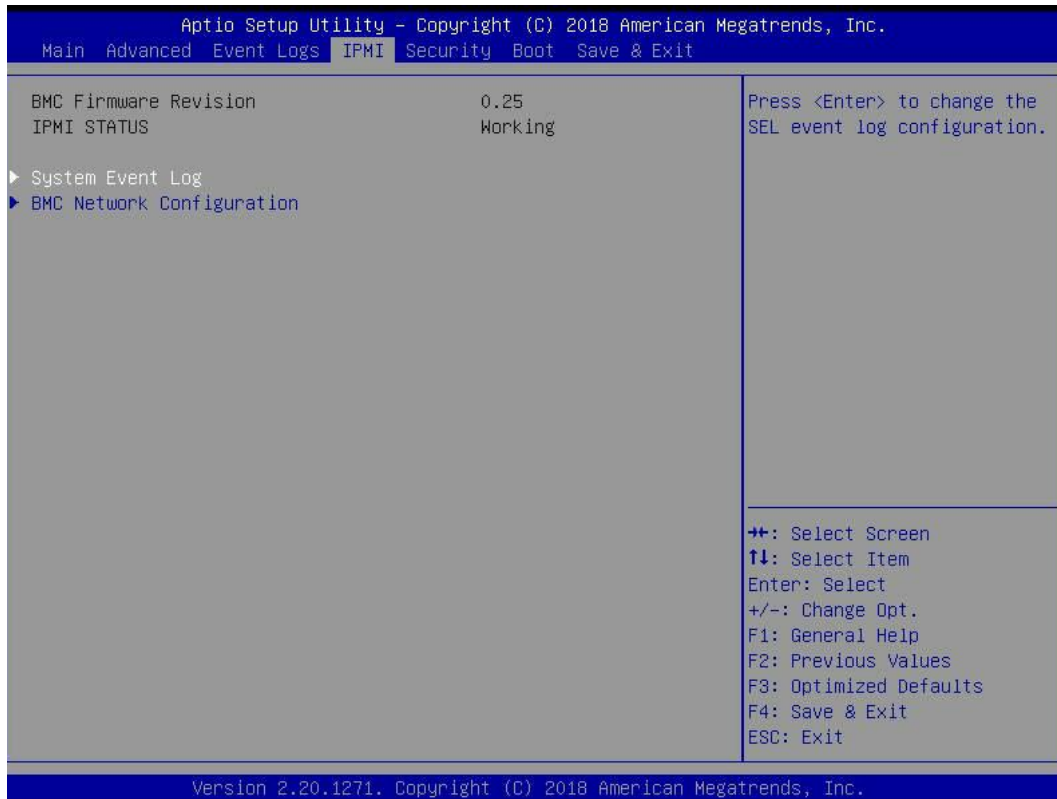 Aptio Setup Utility – Copyright (C) 2018 American Megatrends, Inc.
Main Advanced Event Logs IPMI Security Boot Save & Exit
BMC Firmware Revision 0.25
IPMI STATUS Working
▶ System Event Log
▶ BMC Network Configuration
Press <Enter> to change the
SEL event log configuration.
→←: Select Screen
↑↓: Select Item
Enter: Select
+/-: Change Opt.
F1: General Help
F2: Previous Values
F3: Optimized Defaults
F4: Save & Exit
ESC: Exit
Version 2.20.1271. Copyright (C) 2018 American Megatrends, Inc.